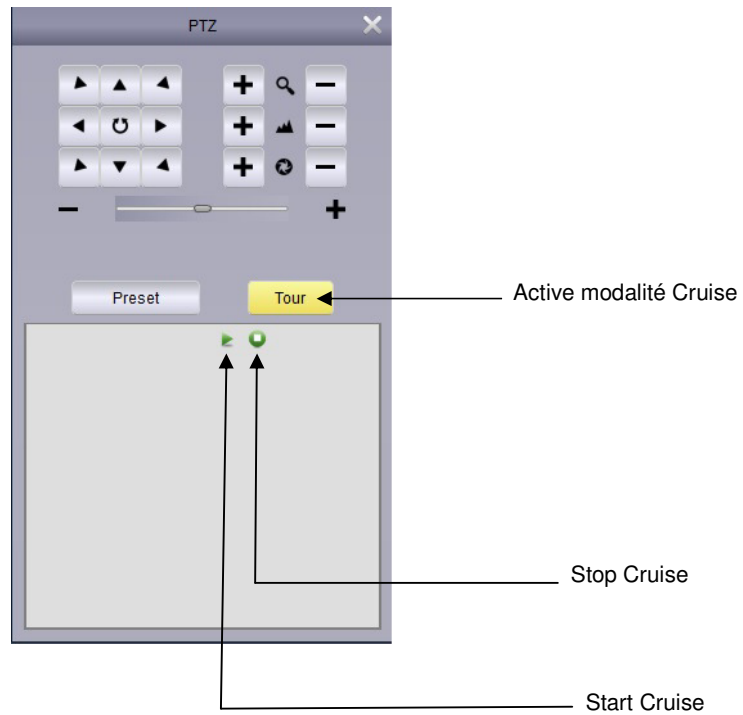 PTZ
Preset
Tour
Active modalité Cruise
Stop Cruise
Start Cruise